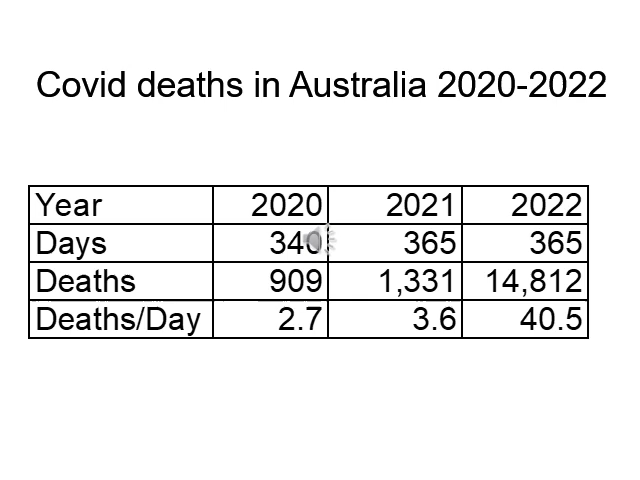 Covid deaths in Australia 2020-2022
Year 2020 2021 2022
Days 340 365 365
Deaths 909 1,331 14,812
Deaths/Day 2.7 3.6 40.5